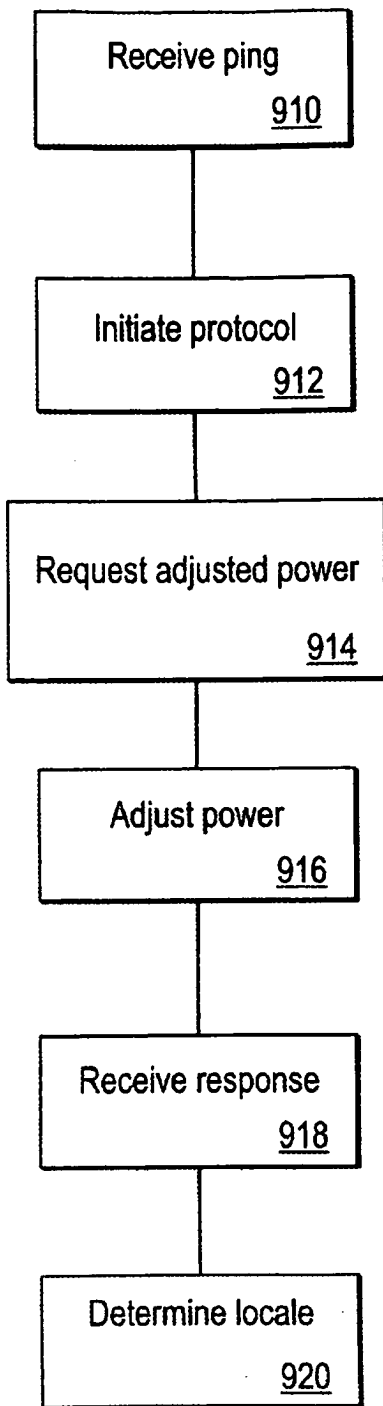 Receive ping
910
Initiate protocol
912
Request adjusted power
914
Adjust power
916
Receive response
918
Determine locale
920